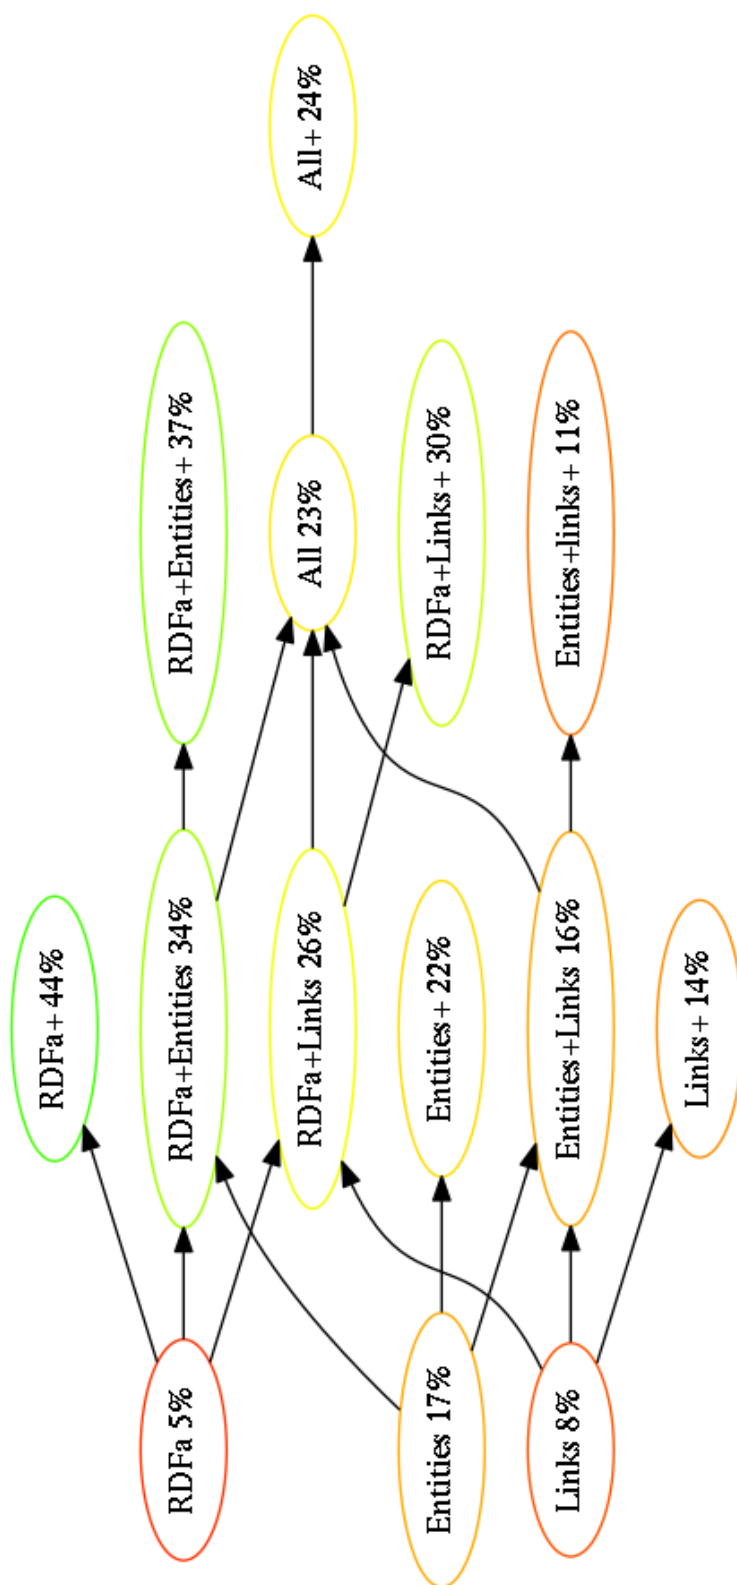 RDFa 5%
Entities 17%
Links 8%
RDFa+ 44%
RDFa+Entities 34%
RDFa+Links 26%
Entities+ 22%
Entities+Links 16%
Links+ 14%
RDFa+Entities+ 37%
All 23%
RDFa+Links+ 30%
Entities+links+ 11%
All+ 24%